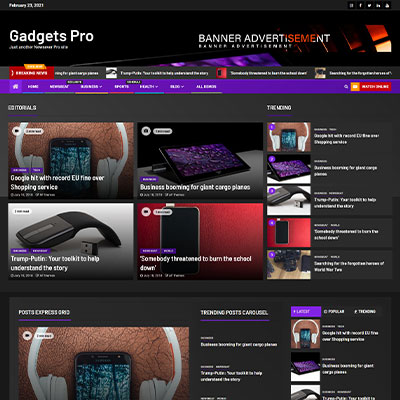 February 23, 2021
Gadgets Pro
Just another Newsever Pro site
BANNER ADVERTISEMENT
BANNER ADVERTISEMENT
BREAKING NEWS
booming for giant cargo planes
Trump-Putin: Your toolkit to help understand the story
'Somebody threatened to burn the school down'
Searching for the forgotten heroes of
HOME
NEWSBEAT
BUSINESS
SPORTS
HEALTH
BLOG
ALL DEMOS
WATCH ONLINE
EDITORIALS
TRENDING
Google hit with record EU fine over
Shopping service
Business booming for giant cargo planes
Trump-Putin: Your toolkit to help
understand the story
'Somebody threatened to burn the school
down'
Google hit with record EU fine
over Shopping service
Business booming for giant cargo
planes
Trump-Putin: Your toolkit to help
understand the story
'Somebody threatened to burn the
school down'
Searching for the forgotten heroes of
World War Two
POSTS EXPRESS GRID
TRENDING POSTS CAROUSEL
LATEST
POPULAR
TRENDING
Business booming for giant cargo planes
Trump-Putin: Your toolkit to help
understand the story
Google hit with record EU
fine over Shopping service
Business booming for giant
cargo planes
Trump-Putin: Your toolkit